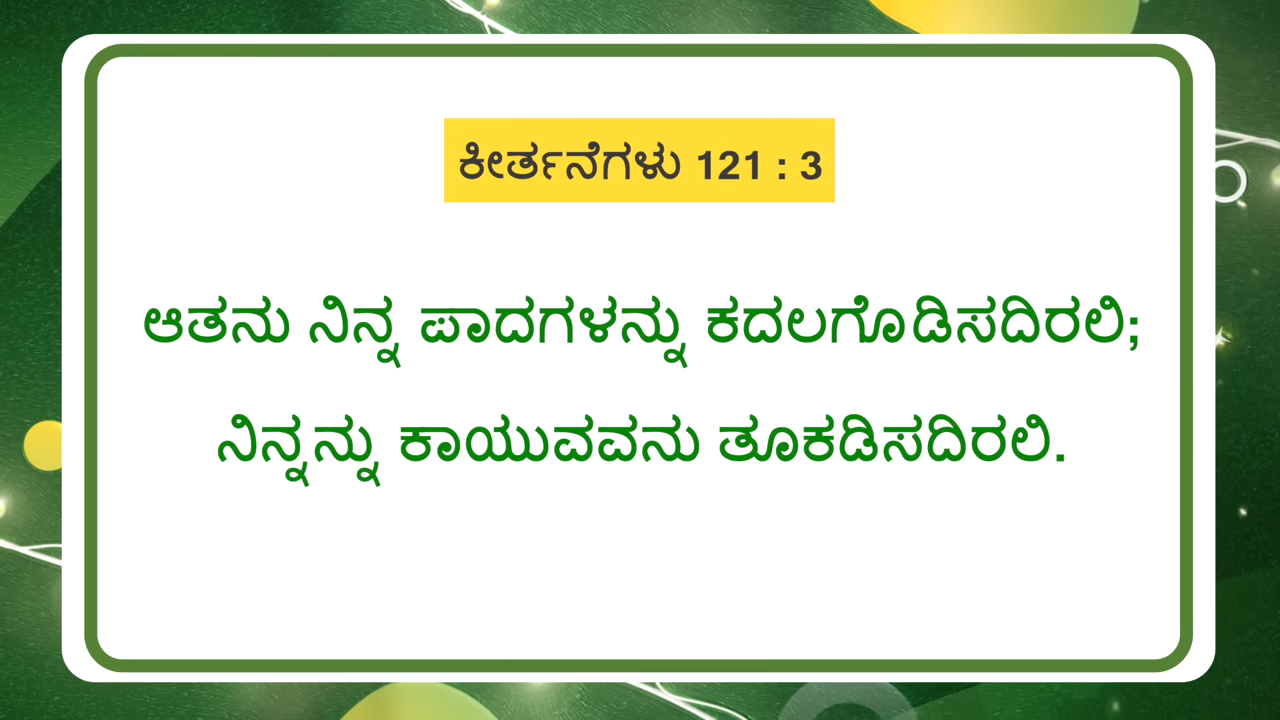 ಕೀರ್ತನೆಗಳು 121 : 3
ಆತನು ನಿನ್ನ ಪಾದಗಳನ್ನು ಕದಲಗೊಡಿಸದಿರಲಿ;
ನಿನ್ನನ್ನು ಕಾಯುವವನು ತೂಕಡಿಸದಿರಲಿ.